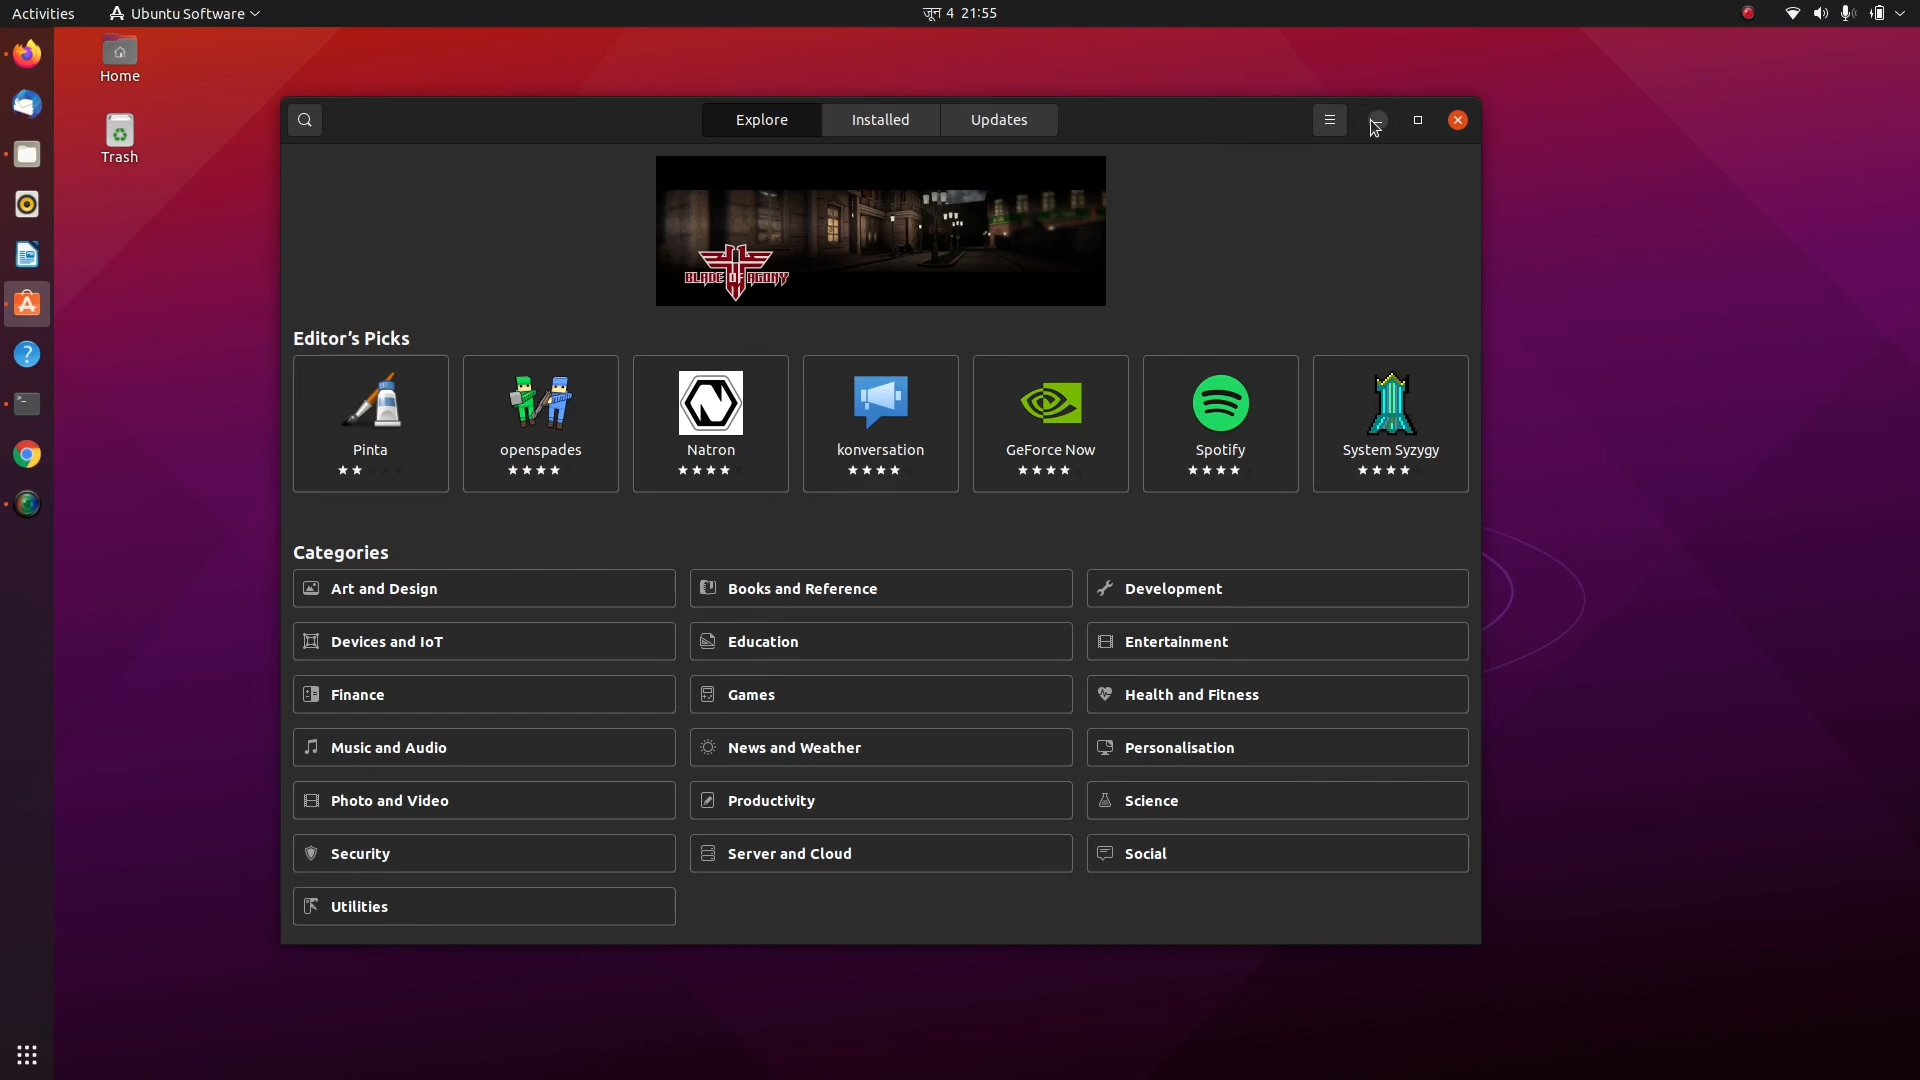 Activities
Ubuntu Software
जून 4 21:55
Home
Trash
Explore
Installed
Updates
BLADE OF AGONY
Editor’s Picks
Pinta
openspades
Natron
konversation
GeForce Now
Spotify
System Syzygy
Categories
Art and Design
Books and Reference
Development
Devices and IoT
Education
Entertainment
Finance
Games
Health and Fitness
Music and Audio
News and Weather
Personalisation
Photo and Video
Productivity
Science
Security
Server and Cloud
Social
Utilities